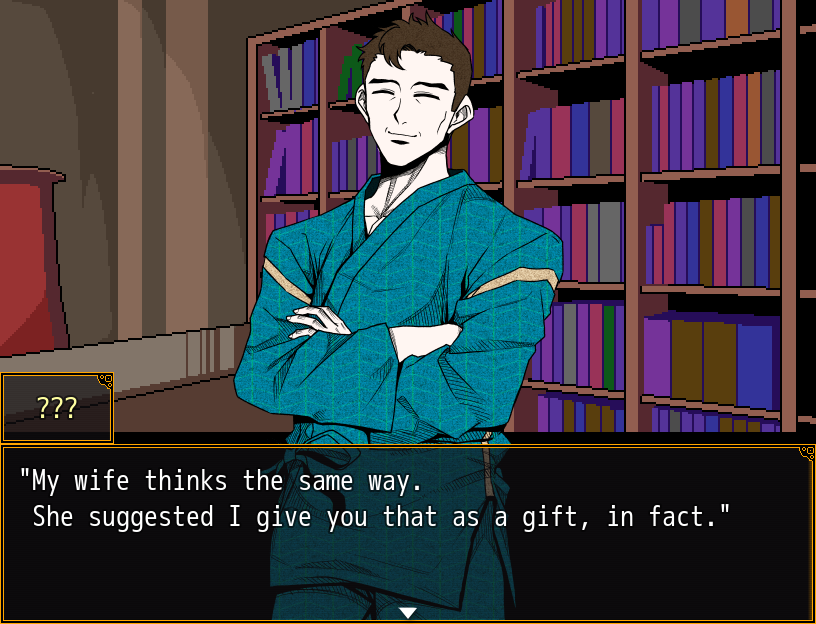 ???
"My wife thinks the same way.
She suggested I give you that as a gift, in fact."